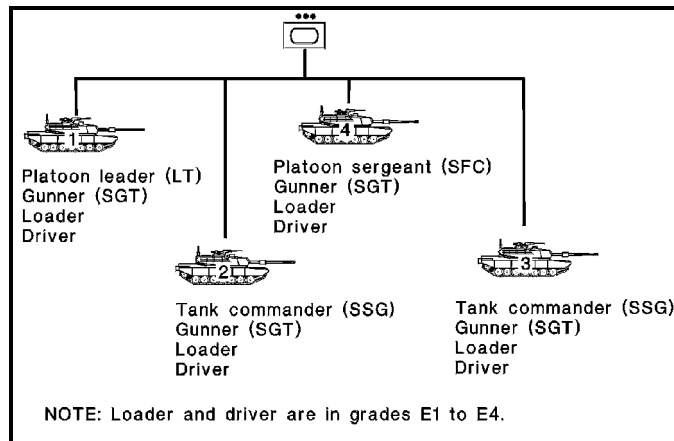 1
Platoon leader (LT)
Gunner (SGT)
Loader
Driver
4
Platoon sergeant (SFC)
Gunner (SGT)
Loader
Driver
2
Tank commander (SSG)
Gunner (SGT)
Loader
Driver
3
Tank commander (SSG)
Gunner (SGT)
Loader
Driver
NOTE: Loader and driver are in grades E1 to E4.